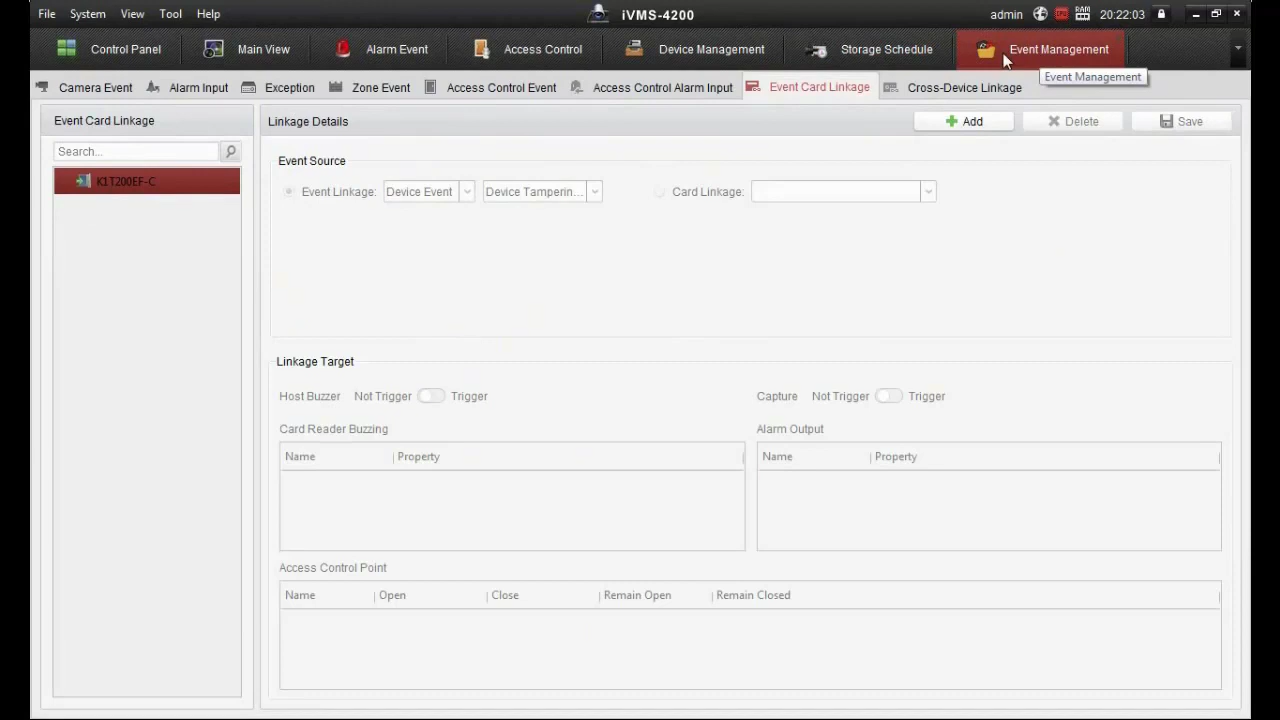 File System View Tool Help iVMS-4200 admin 20:22:03
Control Panel Main View Alarm Event Access Control Device Management Storage Schedule Event Management
Event Management
Camera Event Alarm Input Exception Zone Event Access Control Event Access Control Alarm Input Event Card Linkage Cross-Device Linkage
Event Card Linkage
Search...
K1T200EF-C
Linkage Details Add Delete Save
Event Source
Event Linkage: Device Event Device Tamperin... Card Linkage:
Linkage Target
Host Buzzer Not Trigger Trigger Capture Not Trigger Trigger
Card Reader Buzzing Alarm Output
Name Property Name Property
Access Control Point
Name Open Close Remain Open Remain Closed